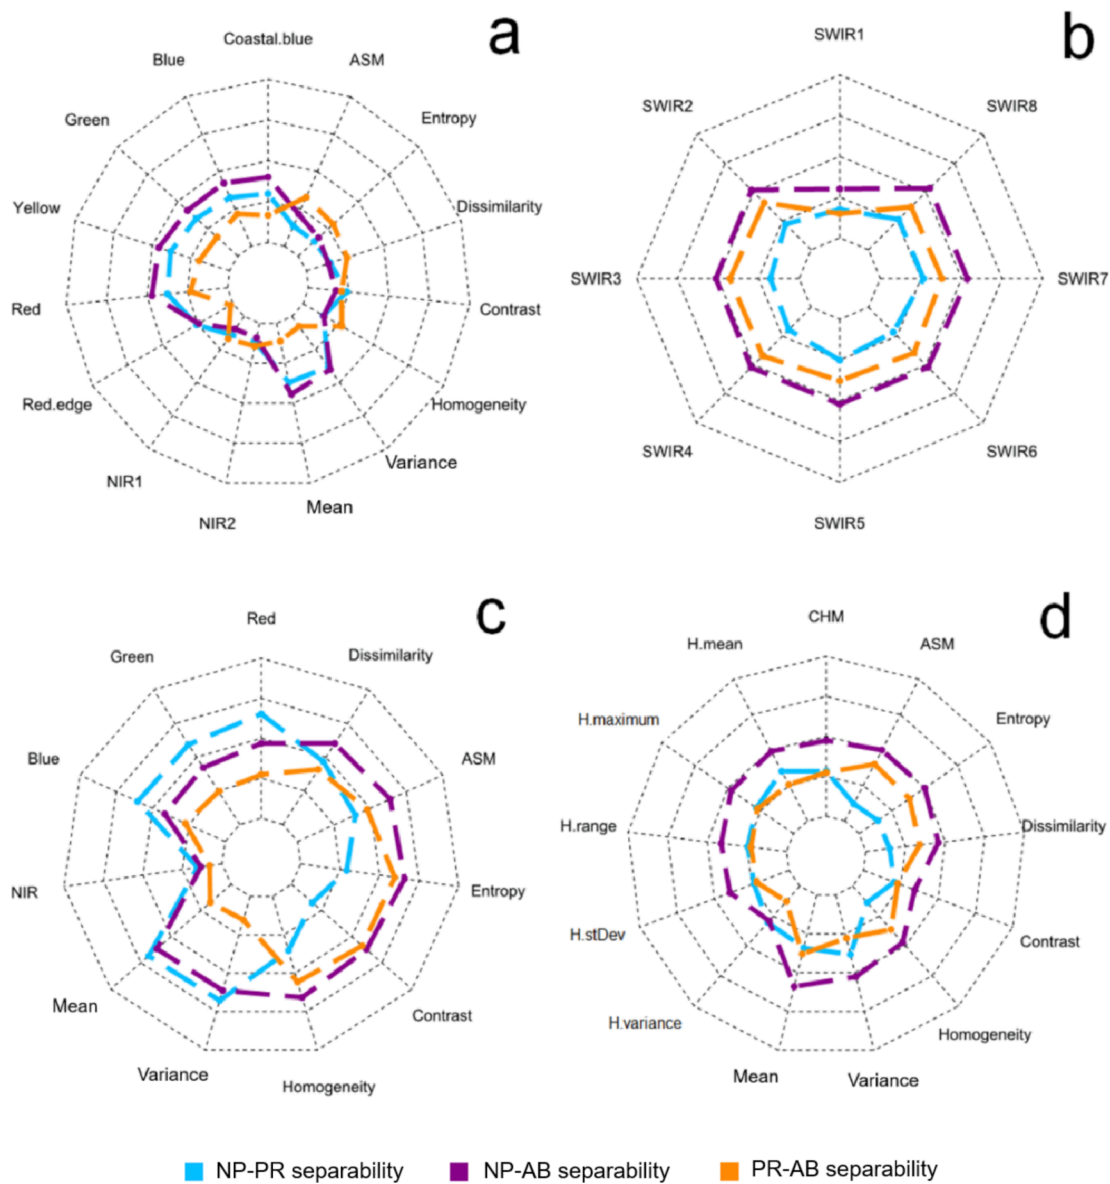 a
Coastal.blue
Blue
ASM
Green
Entropy
Yellow
Dissimilarity
Red
Contrast
Red.edge
Homogeneity
NIR1
Variance
NIR2
Mean
b
SWIR1
SWIR2
SWIR8
SWIR3
SWIR7
SWIR4
SWIR6
SWIR5
c
Red
Green
Dissimilarity
Blue
ASM
NIR
Entropy
Mean
Contrast
Variance
Homogeneity
d
CHM
H.mean
ASM
H.maximum
Entropy
H.range
Dissimilarity
H.stDev
Contrast
H.variance
Homogeneity
Mean
Variance
NP-PR separability
NP-AB separability
PR-AB separability